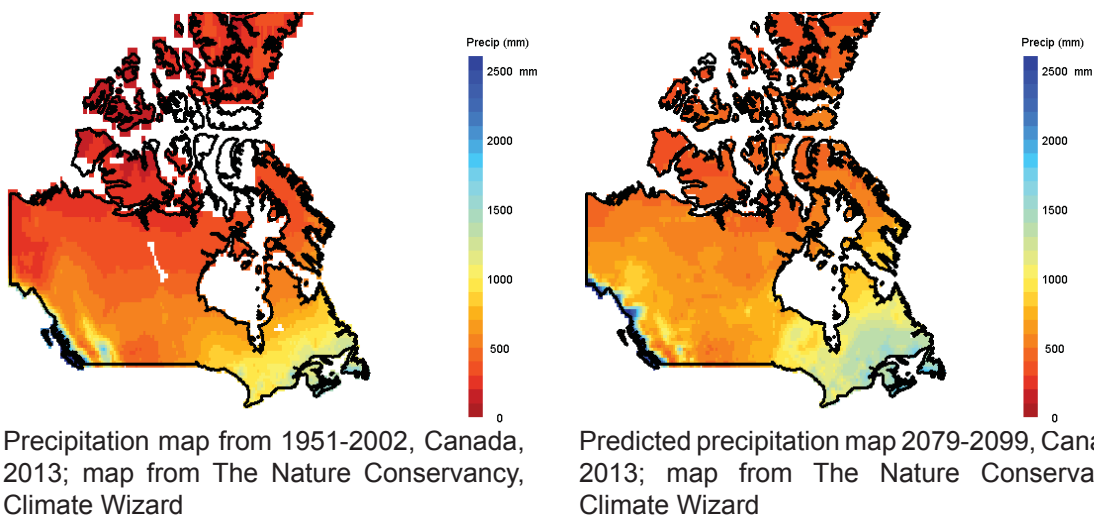 Precip (mm)
2500 mm
2000
1500
1000
500
0
Precipitation map from 1951-2002, Canada,
2013; map from The Nature Conservancy,
Climate Wizard
Precip (mm)
2500 mm
2000
1500
1000
500
0
Predicted precipitation map 2079-2099, Cana
2013; map from The Nature Conserva
Climate Wizard